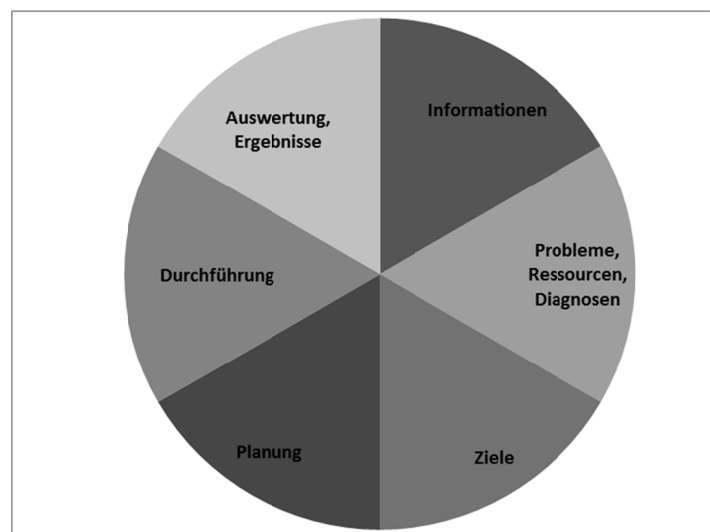 Informationen
Probleme,
Ressourcen,
Diagnosen
Ziele
Planung
Durchführung
Auswertung,
Ergebnisse